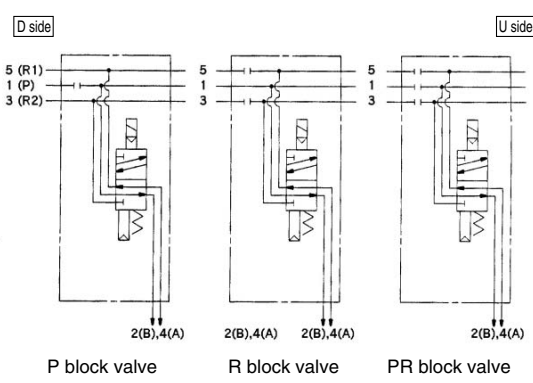 D side
U side
5 (R1)
1 (P)
3 (R2)
5
1
3
5
1
3
2(B),4(A)
2(B),4(A)
2(B),4(A)
2(B),4(A)
P block valve
R block valve
PR block valve